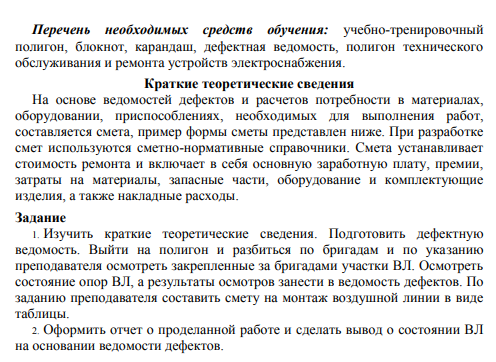 Перечень необходимых средств обучения: учебно-тренировочный
полигон, блокнот, карандаш, дефектная ведомость, полигон технического
обслуживания и ремонта устройств электроснабжения.
Краткие теоретические сведения
На основе ведомостей дефектов и расчетов потребности в материалах,
оборудовании, приспособлениях, необходимых для выполнения работ,
составляется смета, пример формы сметы представлен ниже. При разработке
смет используются сметно-нормативные справочники. Смета устанавливает
стоимость ремонта и включает в себя основную заработную плату, премии,
затраты на материалы, запасные части, оборудование и комплектующие
изделия, а также накладные расходы.
Задание
1. Изучить краткие теоретические сведения. Подготовить дефектную
ведомость. Выйти на полигон и разбиться по бригадам и по указанию
преподавателя осмотреть закрепленные за бригадами участки ВЛ. Осмотреть
состояние опор ВЛ, а результаты осмотров занести в ведомость дефектов. По
заданию преподавателя составить смету на монтаж воздушной линии в виде
таблицы.
2. Оформить отчет о проделанной работе и сделать вывод о состоянии ВЛ
на основании ведомости дефектов.